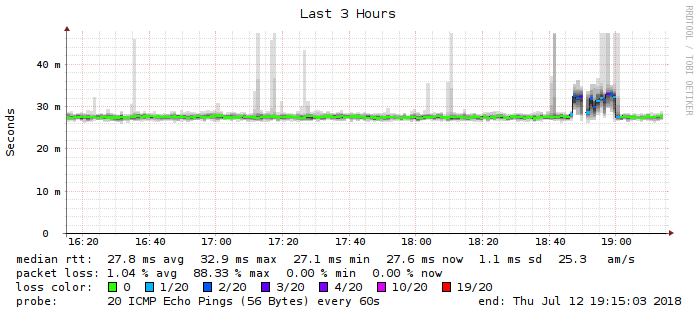 Last 3 Hours
RRDTOOL / TOBI OETIKER
Seconds
40 m
30 m
20 m
10 m
0
16:20 16:40 17:00 17:20 17:40 18:00 18:20 18:40 19:00
median rtt: 27.8 ms avg 32.9 ms max 27.1 ms min 27.6 ms now 1.1 ms sd 25.3 am/s
packet loss: 1.04 % avg 88.33 % max 0.00 % min 0.00 % now
loss color: 0 1/20 2/20 3/20 4/20 10/20 19/20
probe: 20 ICMP Echo Pings (56 Bytes) every 60s end: Thu Jul 12 19:15:03 2018